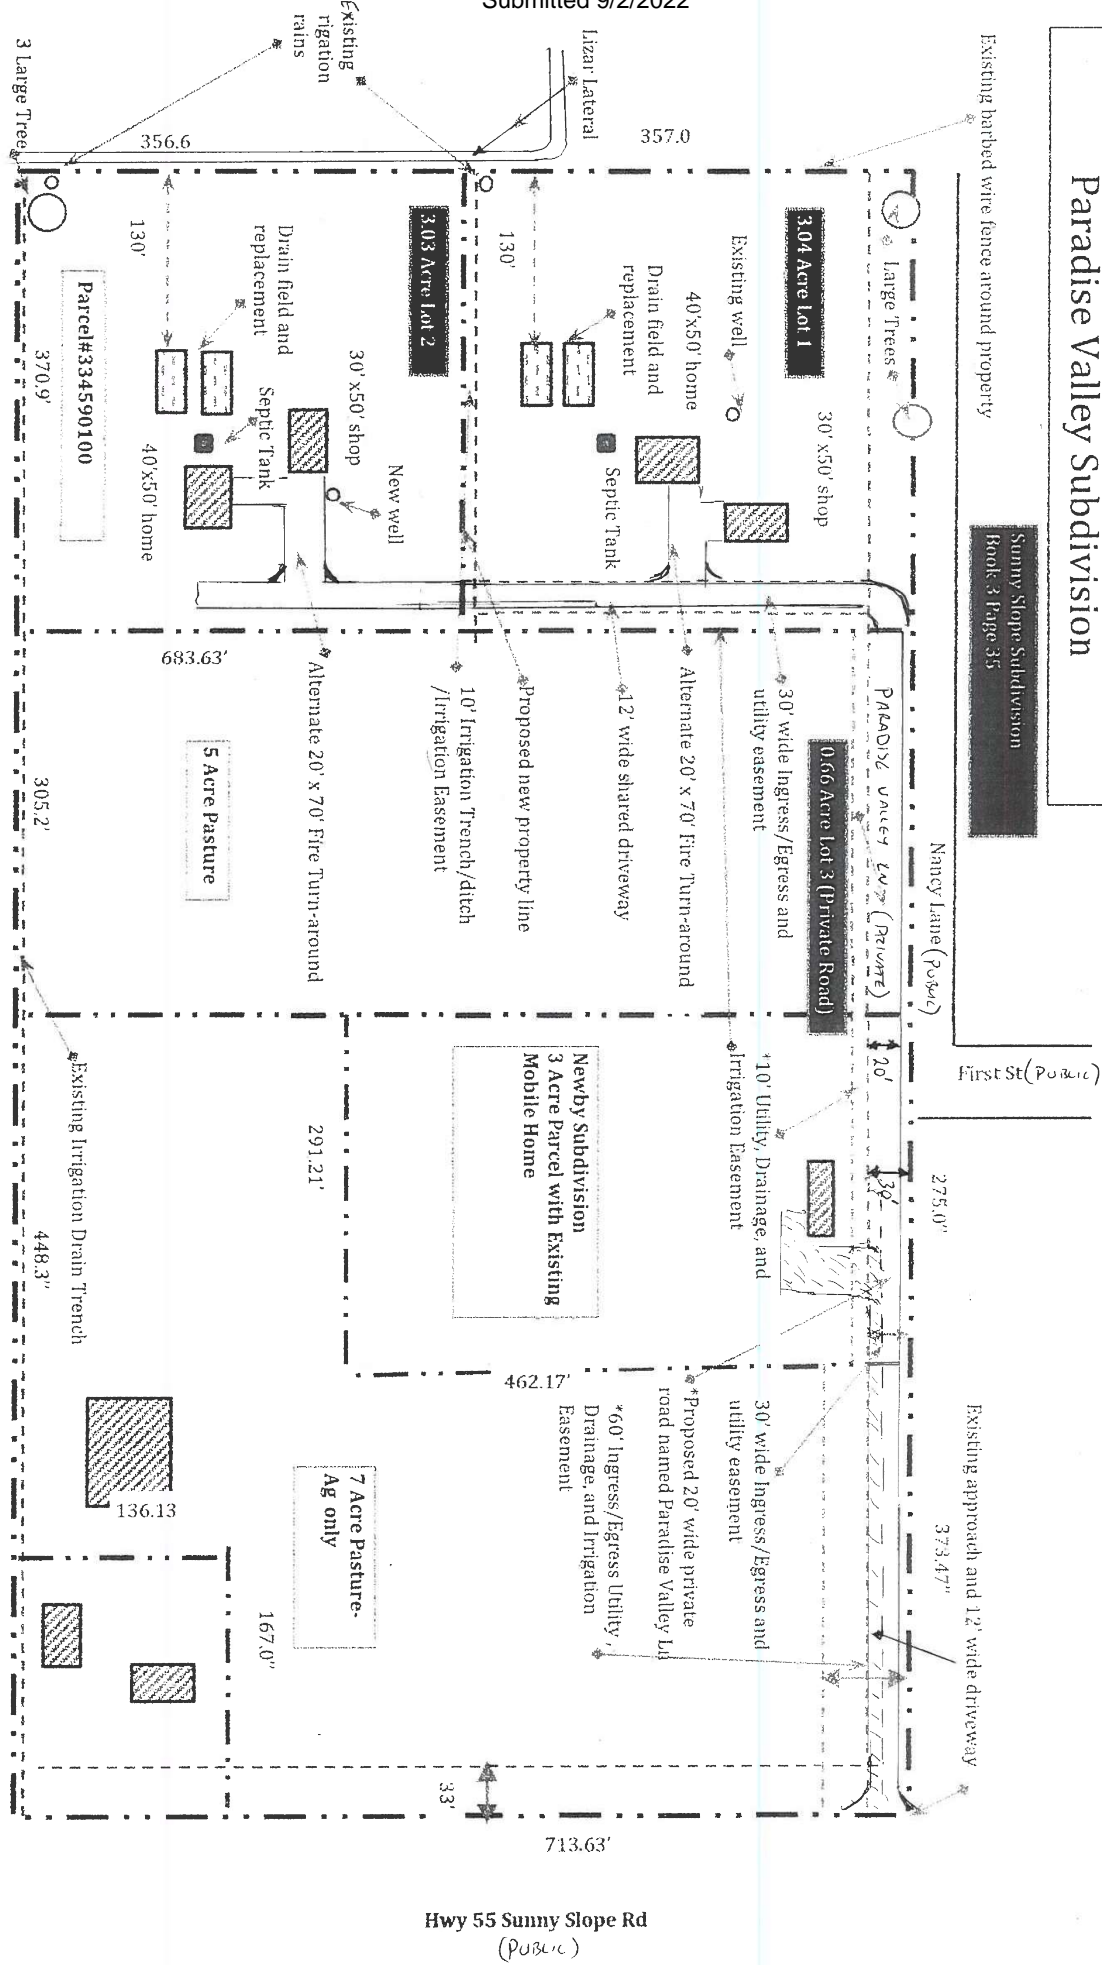 Submitted 9/2/2022
Paradise Valley Subdivision
Sunny Slope Subdivision
Book 3 Page 35
Existing barbed wire fence around property
Nancy Lane (PUBLIC)
First St (PUBLIC)
275.0"
373.47"
Existing approach and 12' wide driveway
Large Trees
PARADISE VALLEY LN (PRIVATE)
20'
30'
357.0
3.04 Acre Lot 1
30'x50' shop
Existing well
40'x50' home
Drain field and
replacement
Septic Tank
130'
0.66 Acre Lot 3 (Private Road)
30' wide Ingress/Egress and
utility easement
Alternate 20' x 70' Fire Turn-around
12' wide shared driveway
Proposed new property line
10' Irrigation Trench/ditch
/Irrigation Easement
*10' Utility, Drainage, and
Irrigation Easement
30' wide Ingress/Egress and
utility easement
*Proposed 20' wide private
road named Paradise Valley Ln
*60' Ingress/Egress Utility,
Drainage, and Irrigation
Easement
Lizar Lateral
Existing
rigation
rains
3 Large Tree
356.6
3.03 Acre Lot 2
30' x50' shop
New well
Drain field and
replacement
Septic Tank
40'x50' home
130'
Parcel#334590100
370.9'
683.63'
Alternate 20' x 70' Fire Turn-around
5 Acre Pasture
305.2'
Newby Subdivision
3 Acre Parcel with Existing
Mobile Home
291.21'
462.17'
Existing Irrigation Drain Trench
448.3"
7 Acre Pasture-
Ag only
136.13
167.0"
33'
713.63'
Hwy 55 Sunny Slope Rd
(PUBLIC)